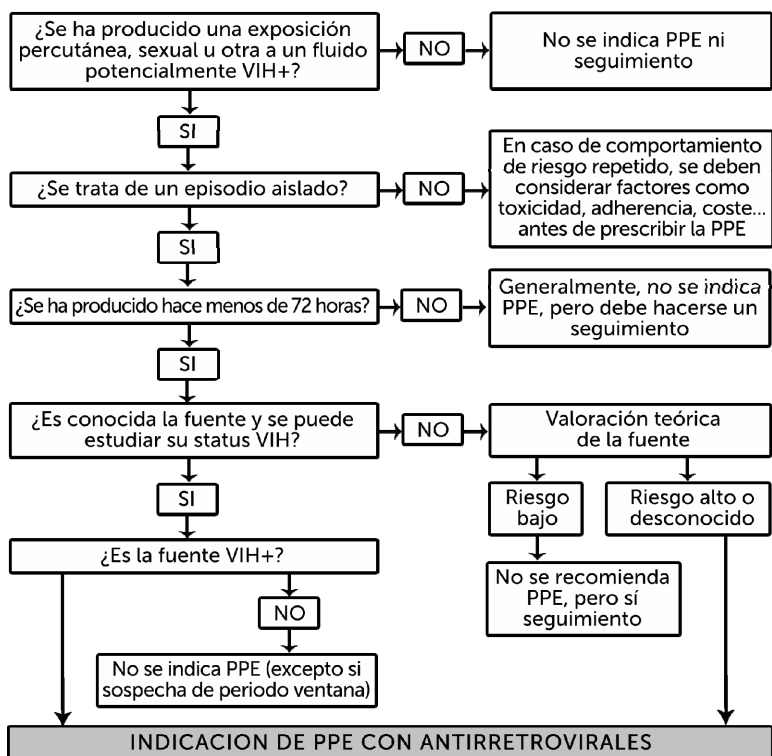 ¿Se ha producido una exposición
percutánea, sexual u otra a un fluido
potencialmente VIH+?
NO
No se indica PPE ni
seguimiento
SI
¿Se trata de un episodio aislado?
NO
En caso de comportamiento
de riesgo repetido, se deben
considerar factores como
toxicidad, adherencia, coste...
antes de prescribir la PPE
SI
¿Se ha producido hace menos de 72 horas?
NO
Generalmente, no se indica
PPE, pero debe hacerse un
seguimiento
SI
¿Es conocida la fuente y se puede
estudiar su status VIH?
NO
Valoración teórica
de la fuente
SI
Riesgo
bajo
Riesgo alto o
desconocido
¿Es la fuente VIH+?
NO
No se recomienda
PPE, pero sí
seguimiento
No se indica PPE (excepto si
sospecha de periodo ventana)
INDICACION DE PPE CON ANTIRRETROVIRALES